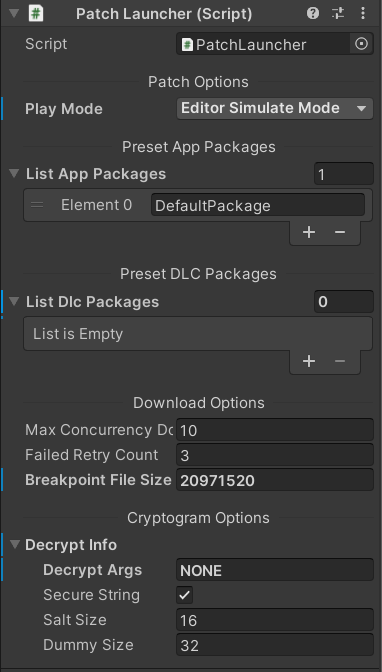 Patch Launcher (Script)
Script PatchLauncher
Patch Options
Play Mode Editor Simulate Mode
Preset App Packages
List App Packages 1
Element 0 DefaultPackage
Preset DLC Packages
List Dlc Packages 0
List is Empty
Download Options
Max Concurrency Do 10
Failed Retry Count 3
Breakpoint File Size 20971520
Cryptogram Options
Decrypt Info
Decrypt Args NONE
Secure String
Salt Size 16
Dummy Size 32